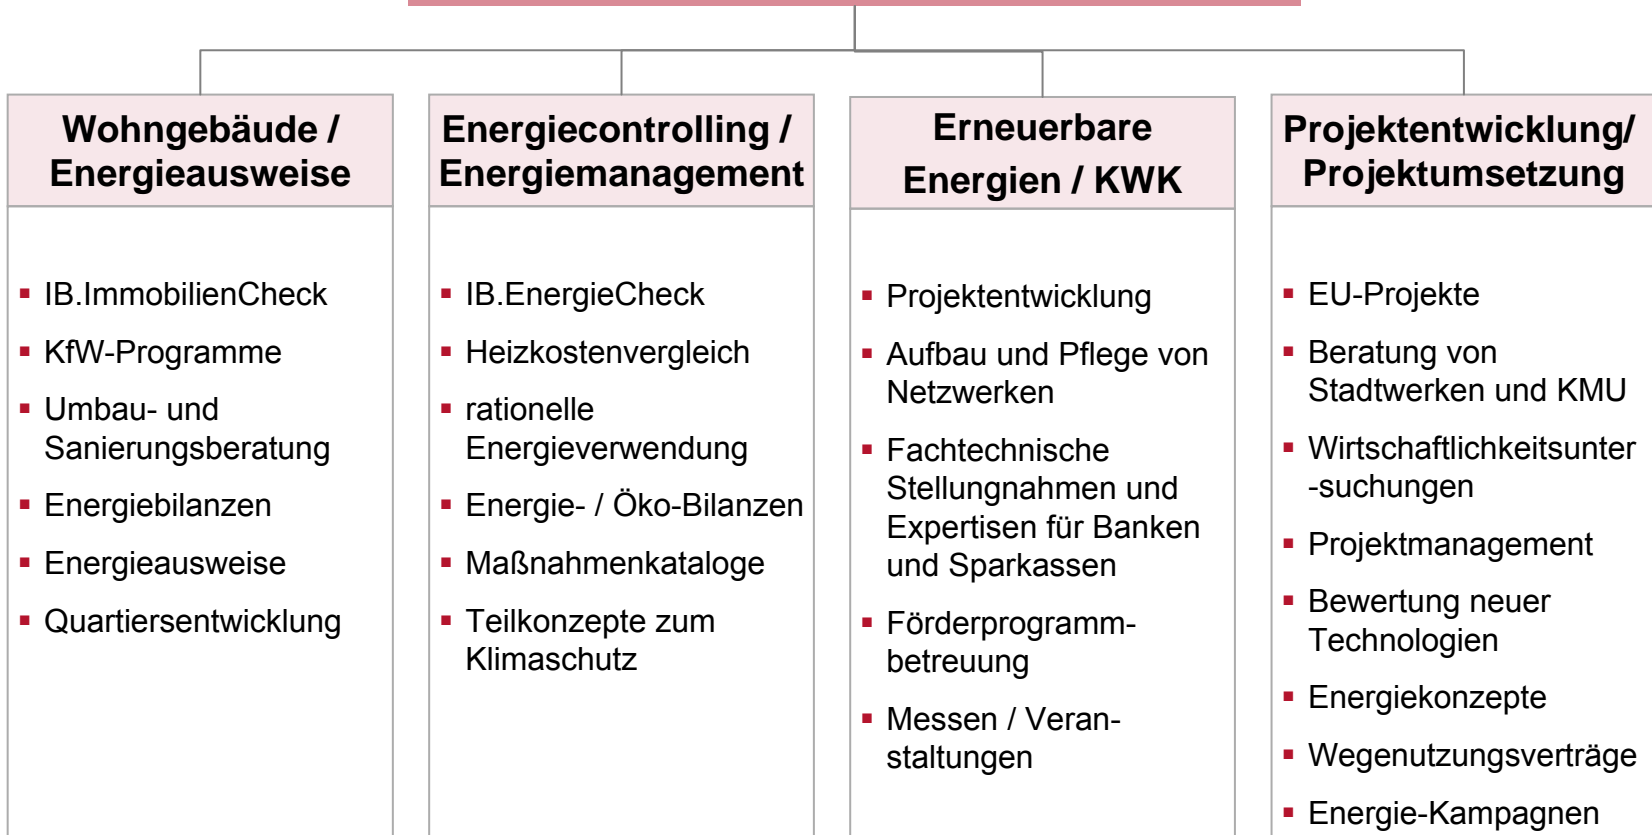 Wohngebäude /
Energieausweise
IB.ImmobilienCheck
KfW-Programme
Umbau- und
Sanierungsberatung
Energiebilanzen
Energieausweise
Quartiersentwicklung
Energiecontrolling /
Energiemanagement
IB.EnergieCheck
Heizkostenvergleich
rationelle
Energieverwendung
Energie- / Öko-Bilanzen
Maßnahmenkataloge
Teilkonzepte zum
Klimaschutz
Erneuerbare
Energien / KWK
Projektentwicklung
Aufbau und Pflege von
Netzwerken
Fachtechnische
Stellungnahmen und
Expertisen für Banken
und Sparkassen
Förderprogramm-
betreuung
Messen / Veran-
staltungen
Projektentwicklung/
Projektumsetzung
EU-Projekte
Beratung von
Stadtwerken und KMU
Wirtschaftlichkeitsunter
-suchungen
Projektmanagement
Bewertung neuer
Technologien
Energiekonzepte
Wegenutzungsverträge
Energie-Kampagnen